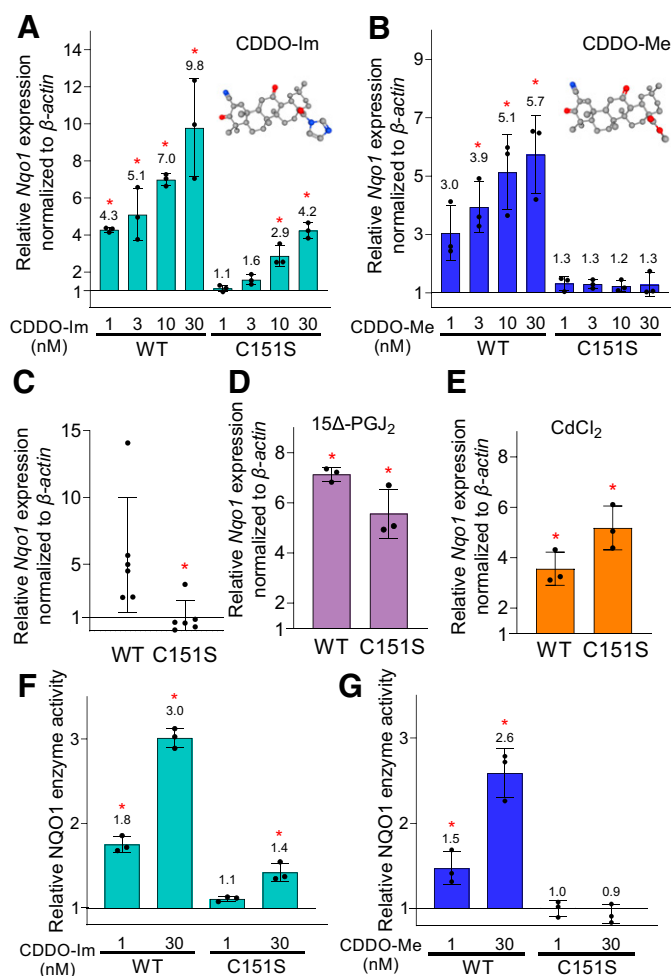 A
CDDO-Im
Relative Nqo1 expression
normalized to β-actin
14
12
10
8
6
4
2
1
*
4.3
*
5.1
*
7.0
*
9.8
1.1
1.6
*
2.9
*
4.2
CDDO-Im
(nM)
1 3 10 30 1 3 10 30
WT C151S
B
CDDO-Me
Relative Nqo1 expression
normalized to β-actin
9
7
5
3
1
3.0
*
3.9
*
5.1
*
5.7
1.3
1.3
1.2
1.3
CDDO-Me
(nM)
1 3 10 30 1 3 10 30
WT C151S
C
Relative Nqo1 expression
normalized to β-actin
15
10
5
1
*
WT C151S
D
15Δ-PGJ2
Relative Nqo1 expression
normalized to β-actin
8
6
4
2
1
*
*
WT C151S
E
CdCl2
Relative Nqo1 expression
normalized to β-actin
8
6
4
2
1
*
*
WT C151S
F
Relative NQO1 enzyme activity
3
2
1
*
1.8
*
3.0
1.1
*
1.4
CDDO-Im
(nM)
1 30 1 30
WT C151S
G
Relative NQO1 enzyme activity
3
2
1
*
1.5
*
2.6
1.0
0.9
CDDO-Me
(nM)
1 30 1 30
WT C151S